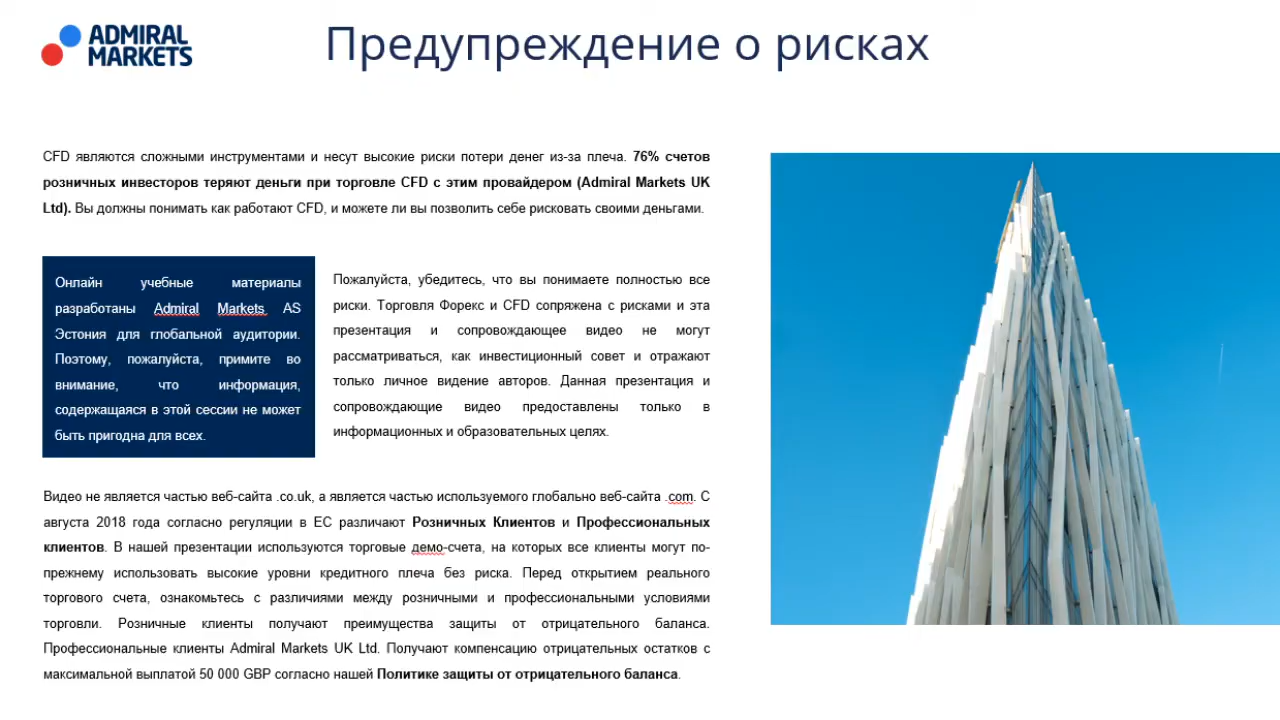 ADMIRAL
MARKETS
Предупреждение о рисках
CFD являются сложными инструментами и несут высокие риски потери денег из-за плеча. 76% счетов
розничных инвесторов теряют деньги при торговле CFD с этим провайдером (Admiral Markets UK
Ltd). Вы должны понимать как работают CFD, и можете ли вы позволить себе рисковать своими деньгами.
Онлайн учебные материалы
разработаны Admiral Markets AS
Эстония для глобальной аудитории.
Поэтому, пожалуйста, примите во
внимание, что информация,
содержащаяся в этой сессии не может
быть пригодна для всех.
Пожалуйста, убедитесь, что вы понимаете полностью все
риски. Торговля Форекс и CFD сопряжена с рисками и эта
презентация и сопровождающее видео не могут
рассматриваться, как инвестиционный совет и отражают
только личное видение авторов. Данная презентация и
сопровождающие видео предоставлены только в
информационных и образовательных целях.
Видео не является частью веб-сайта .co.uk, а является частью используемого глобально веб-сайта .com. С
августа 2018 года согласно регуляции в ЕС различают Розничных Клиентов и Профессиональных
клиентов. В нашей презентации используются торговые демо-счета, на которых все клиенты могут по-
прежнему использовать высокие уровни кредитного плеча без риска. Перед открытием реального
торгового счета, ознакомьтесь с различиями между розничными и профессиональными условиями
торговли. Розничные клиенты получают преимущества защиты от отрицательного баланса.
Профессиональные клиенты Admiral Markets UK Ltd. Получают компенсацию отрицательных остатков с
максимальной выплатой 50 000 GBP согласно нашей Политике защиты от отрицательного баланса.